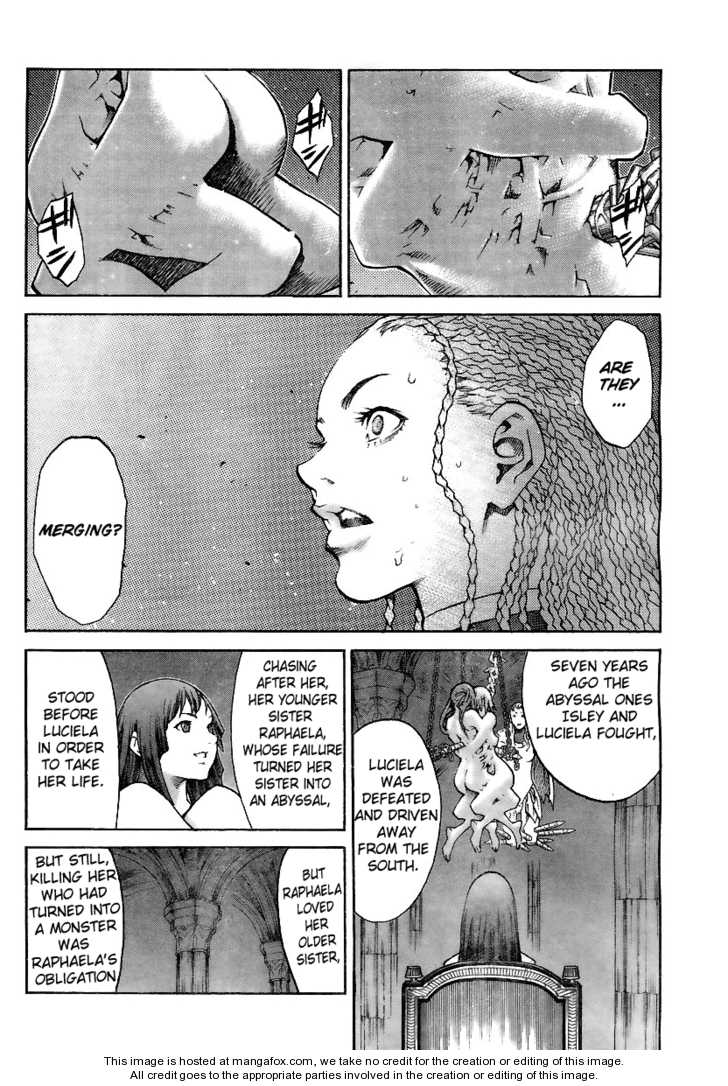 ギ
ギ
ギ
ARE
THEY
...
MERGING?
SEVEN YEARS
AGO THE
ABYSSAL ONES
ISLEY AND
LUCIELA FOUGHT,
LUCIELA
WAS
DEFEATED
AND DRIVEN
AWAY
FROM THE
SOUTH.
CHASING
AFTER HER,
HER YOUNGER
SISTER
RAPHAELA,
WHOSE FAILURE
TURNED HER
SISTER INTO
AN ABYSSAL,
STOOD
BEFORE
LUCIELA
IN ORDER
TO TAKE
HER LIFE.
BUT
RAPHAELA
LOVED
HER
OLDER
SISTER,
BUT STILL,
KILLING HER
WHO HAD
TURNED INTO
A MONSTER
WAS
RAPHAELA'S
OBLIGATION
This image is hosted at mangafox.com, we take no credit for the creation or editing of this image.
All credit goes to the appropriate parties involved in the creation or editing of this image.